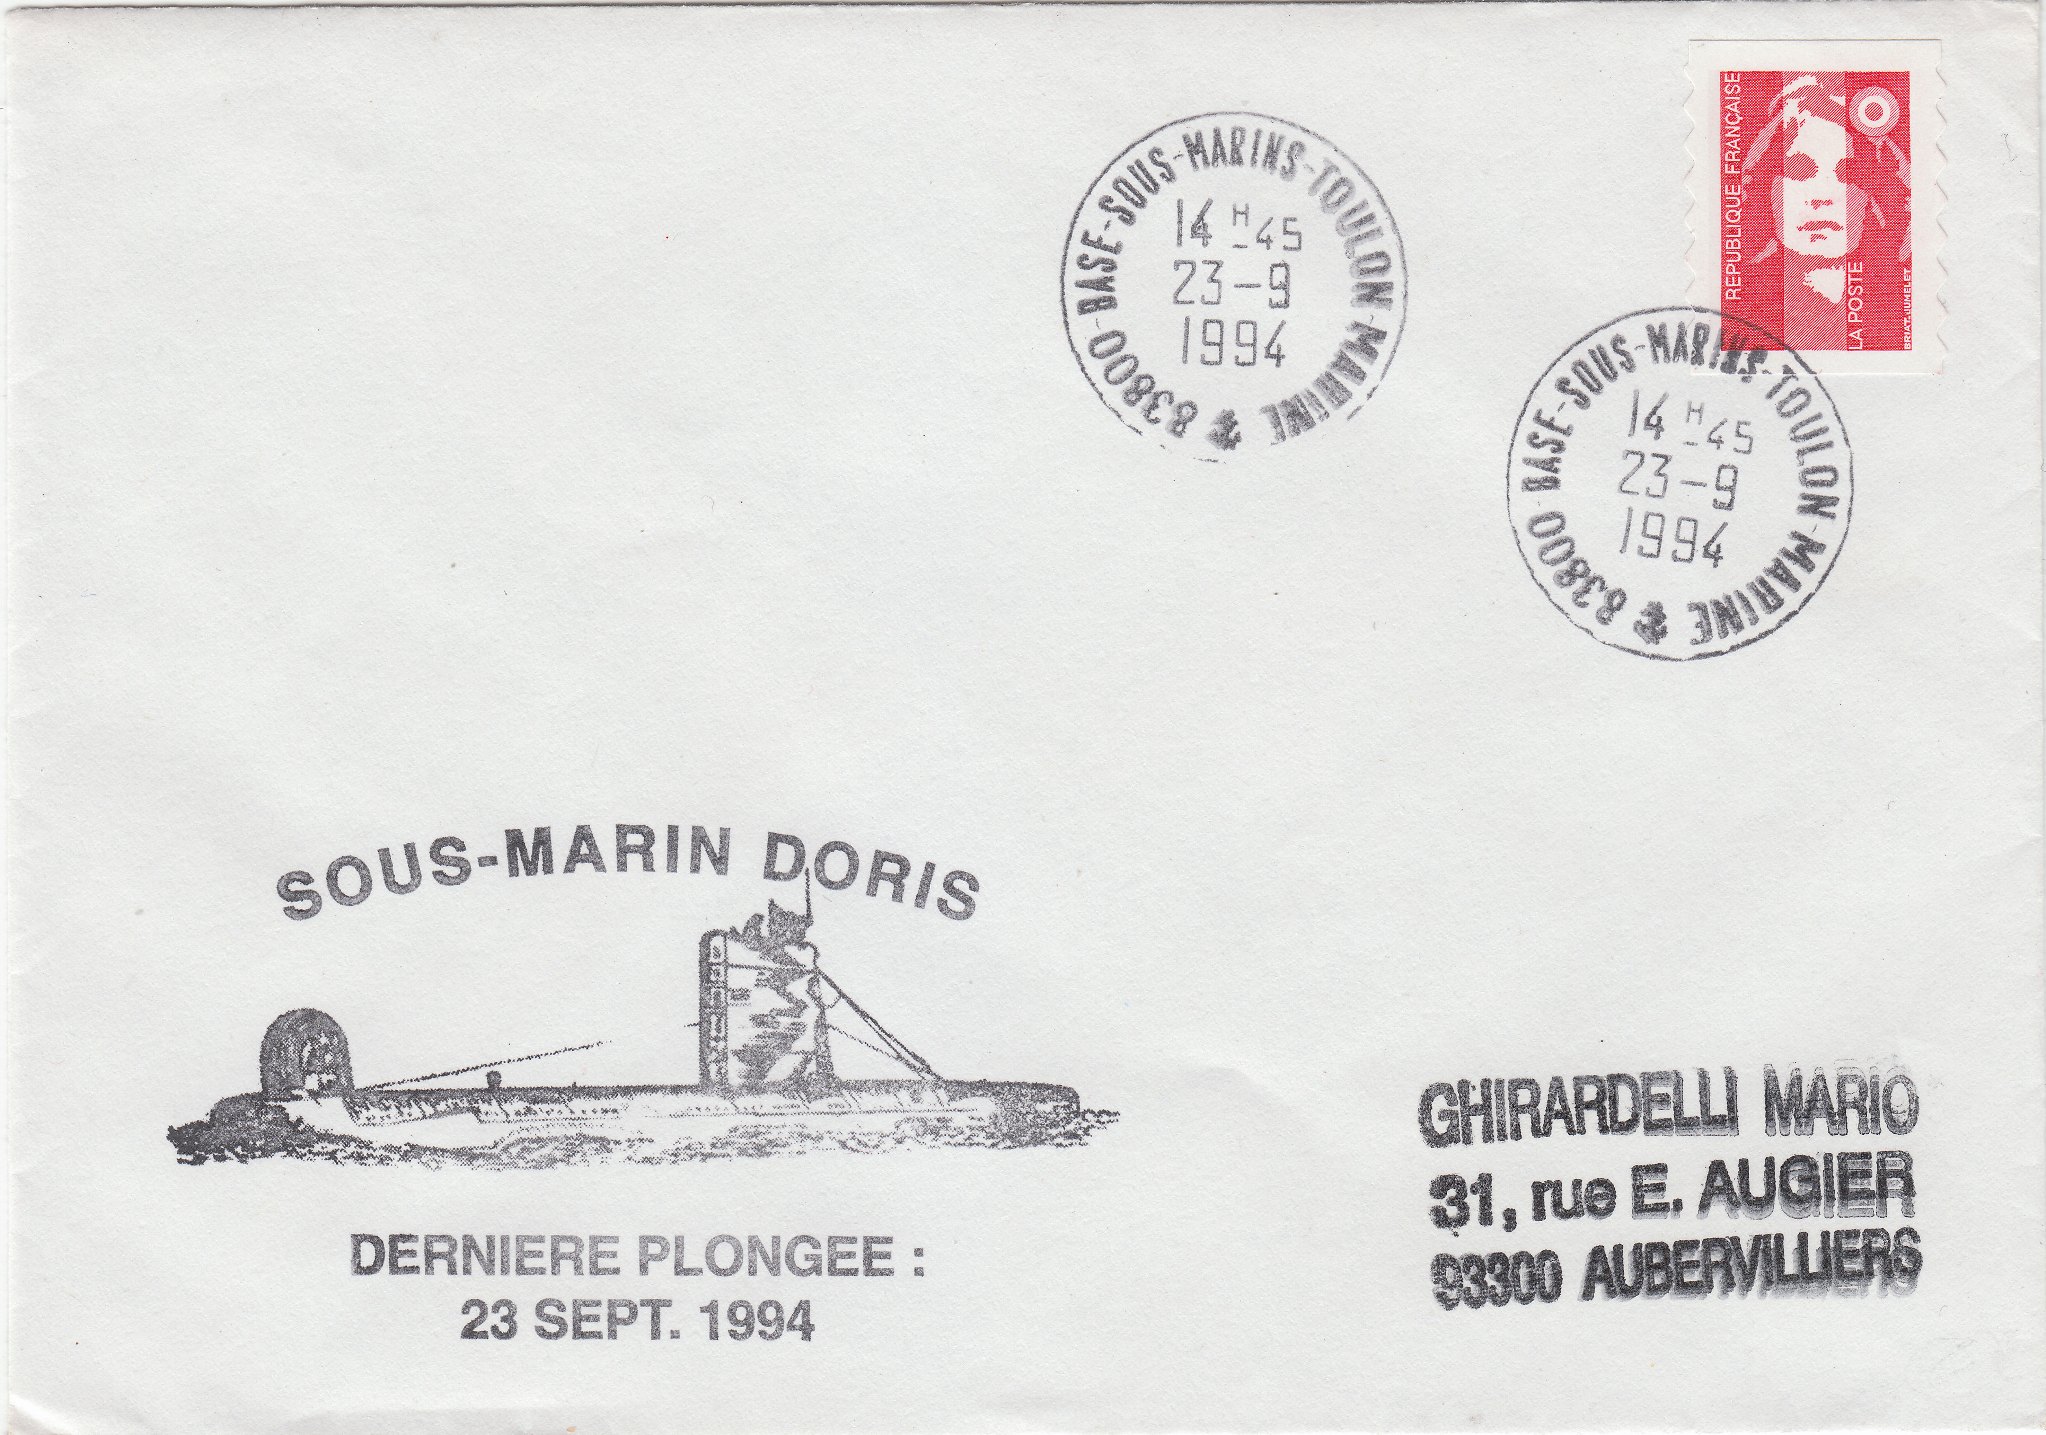 REPUBLIQUE FRANÇAISE
LA POSTE
BRIAT.JUMELET
83800-BASE-SOUS-MARINS-TOULON-MARINE
14 H -45
23-9
1994
83800-BASE-SOUS-MARINS-TOULON-MARINE
14 H -45
23-9
1994
SOUS-MARIN DORIS
DERNIERE PLONGEE :
23 SEPT. 1994
GHIRARDELLI MARIO
31, rue E. AUGIER
93300 AUBERVILLIERS